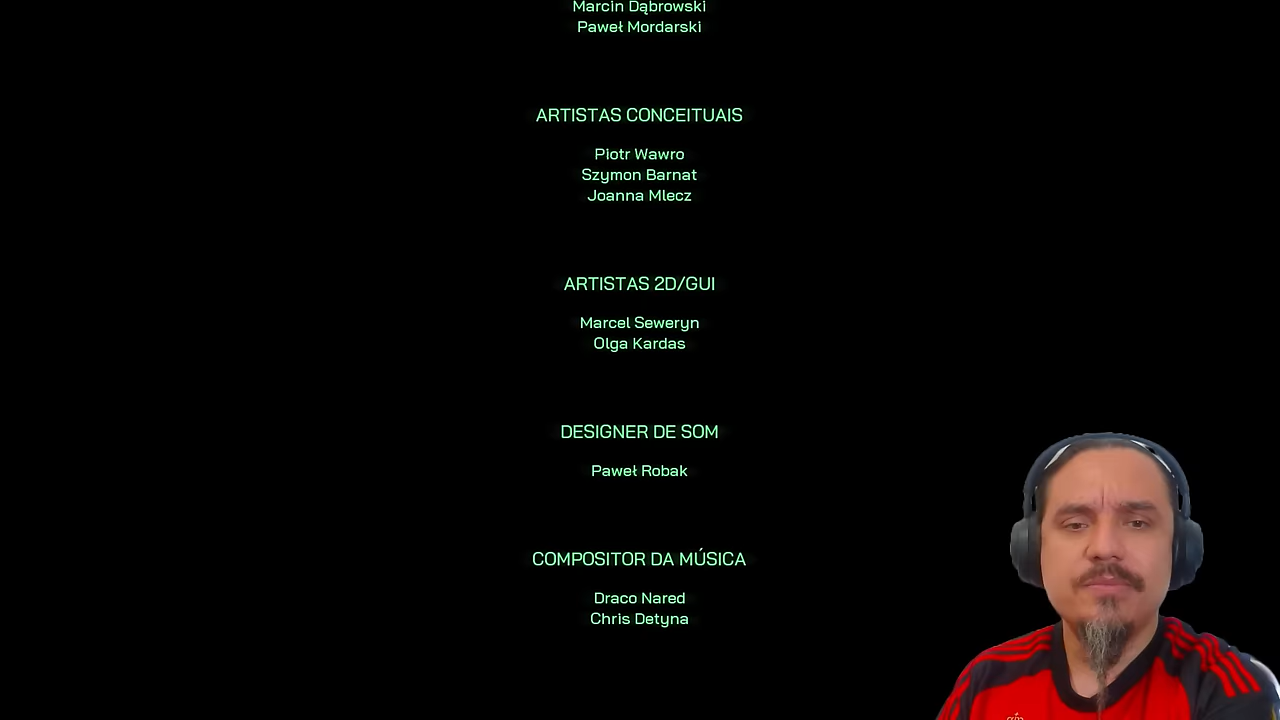 Marcin Dąbrowski
Paweł Mordarski
ARTISTAS CONCEITUAIS
Piotr Wawro
Szymon Barnat
Joanna Mlecz
ARTISTAS 2D/GUI
Marcel Seweryn
Olga Kardas
DESIGNER DE SOM
Paweł Robak
COMPOSITOR DA MÚSICA
Draco Nared
Chris Detyna